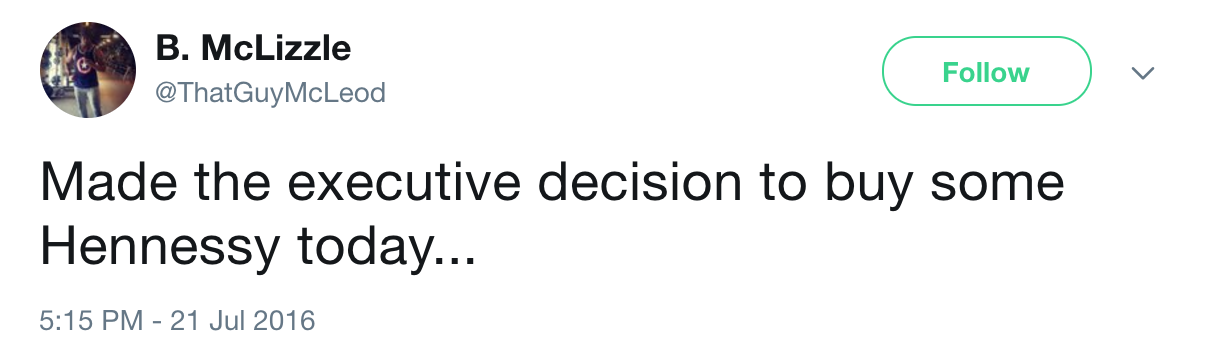 B. McLizzle
@ThatGuyMcLeod
Follow
Made the executive decision to buy some
Hennessy today...
5:15 PM - 21 Jul 2016